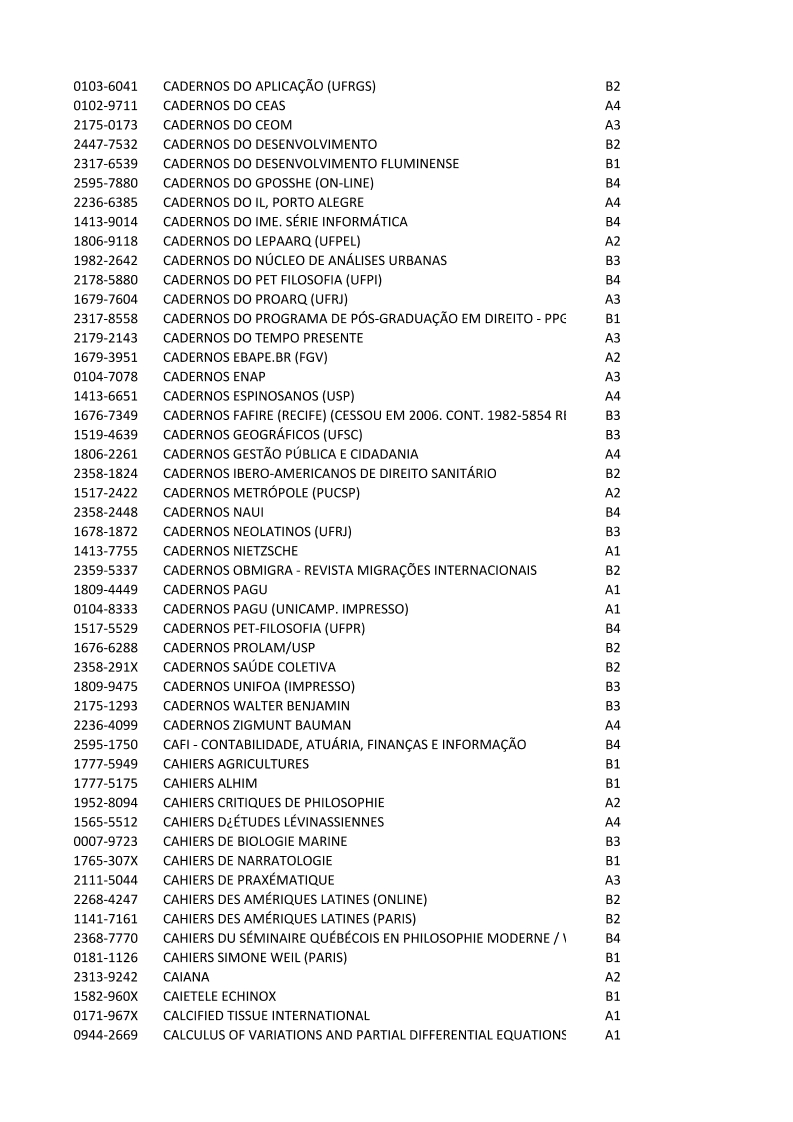 0103-6041 CADERNOS DO APLICAÇÃO (UFRGS) B2
0102-9711 CADERNOS DO CEAS A4
2175-0173 CADERNOS DO CEOM A3
2447-7532 CADERNOS DO DESENVOLVIMENTO B2
2317-6539 CADERNOS DO DESENVOLVIMENTO FLUMINENSE B1
2595-7880 CADERNOS DO GPOSSHE (ON-LINE) B4
2236-6385 CADERNOS DO IL, PORTO ALEGRE A4
1413-9014 CADERNOS DO IME. SÉRIE INFORMÁTICA B4
1806-9118 CADERNOS DO LEPAARQ (UFPEL) A2
1982-2642 CADERNOS DO NÚCLEO DE ANÁLISES URBANAS B3
2178-5880 CADERNOS DO PET FILOSOFIA (UFPI) B4
1679-7604 CADERNOS DO PROARQ (UFRJ) A3
2317-8558 CADERNOS DO PROGRAMA DE PÓS-GRADUAÇÃO EM DIREITO - PPG B1
2179-2143 CADERNOS DO TEMPO PRESENTE A3
1679-3951 CADERNOS EBAPE.BR (FGV) A2
0104-7078 CADERNOS ENAP A3
1413-6651 CADERNOS ESPINOSANOS (USP) A4
1676-7349 CADERNOS FAFIRE (RECIFE) (CESSOU EM 2006. CONT. 1982-5854 RE B3
1519-4639 CADERNOS GEOGRÁFICOS (UFSC) B3
1806-2261 CADERNOS GESTÃO PÚBLICA E CIDADANIA A4
2358-1824 CADERNOS IBERO-AMERICANOS DE DIREITO SANITÁRIO B2
1517-2422 CADERNOS METRÓPOLE (PUCSP) A2
2358-2448 CADERNOS NAUI B4
1678-1872 CADERNOS NEOLATINOS (UFRJ) B3
1413-7755 CADERNOS NIETZSCHE A1
2359-5337 CADERNOS OBMIGRA - REVISTA MIGRAÇÕES INTERNACIONAIS B2
1809-4449 CADERNOS PAGU A1
0104-8333 CADERNOS PAGU (UNICAMP. IMPRESSO) A1
1517-5529 CADERNOS PET-FILOSOFIA (UFPR) B4
1676-6288 CADERNOS PROLAM/USP B2
2358-291X CADERNOS SAÚDE COLETIVA B2
1809-9475 CADERNOS UNIFOA (IMPRESSO) B3
2175-1293 CADERNOS WALTER BENJAMIN B3
2236-4099 CADERNOS ZIGMUNT BAUMAN A4
2595-1750 CAFI - CONTABILIDADE, ATUÁRIA, FINANÇAS E INFORMAÇÃO B4
1777-5949 CAHIERS AGRICULTURES B1
1777-5175 CAHIERS ALHIM B1
1952-8094 CAHIERS CRITIQUES DE PHILOSOPHIE A2
1565-5512 CAHIERS D¿ÉTUDES LÉVINASSIENNES A4
0007-9723 CAHIERS DE BIOLOGIE MARINE B3
1765-307X CAHIERS DE NARRATOLOGIE B1
2111-5044 CAHIERS DE PRAXÉMATIQUE A3
2268-4247 CAHIERS DES AMÉRIQUES LATINES (ONLINE) B2
1141-7161 CAHIERS DES AMÉRIQUES LATINES (PARIS) B2
2368-7770 CAHIERS DU SÉMINAIRE QUÉBÉCOIS EN PHILOSOPHIE MODERNE / B4
0181-1126 CAHIERS SIMONE WEIL (PARIS) B1
2313-9242 CAIANA A2
1582-960X CAIETELE ECHINOX B1
0171-967X CALCIFIED TISSUE INTERNATIONAL A1
0944-2669 CALCULUS OF VARIATIONS AND PARTIAL DIFFERENTIAL EQUATIONS A1